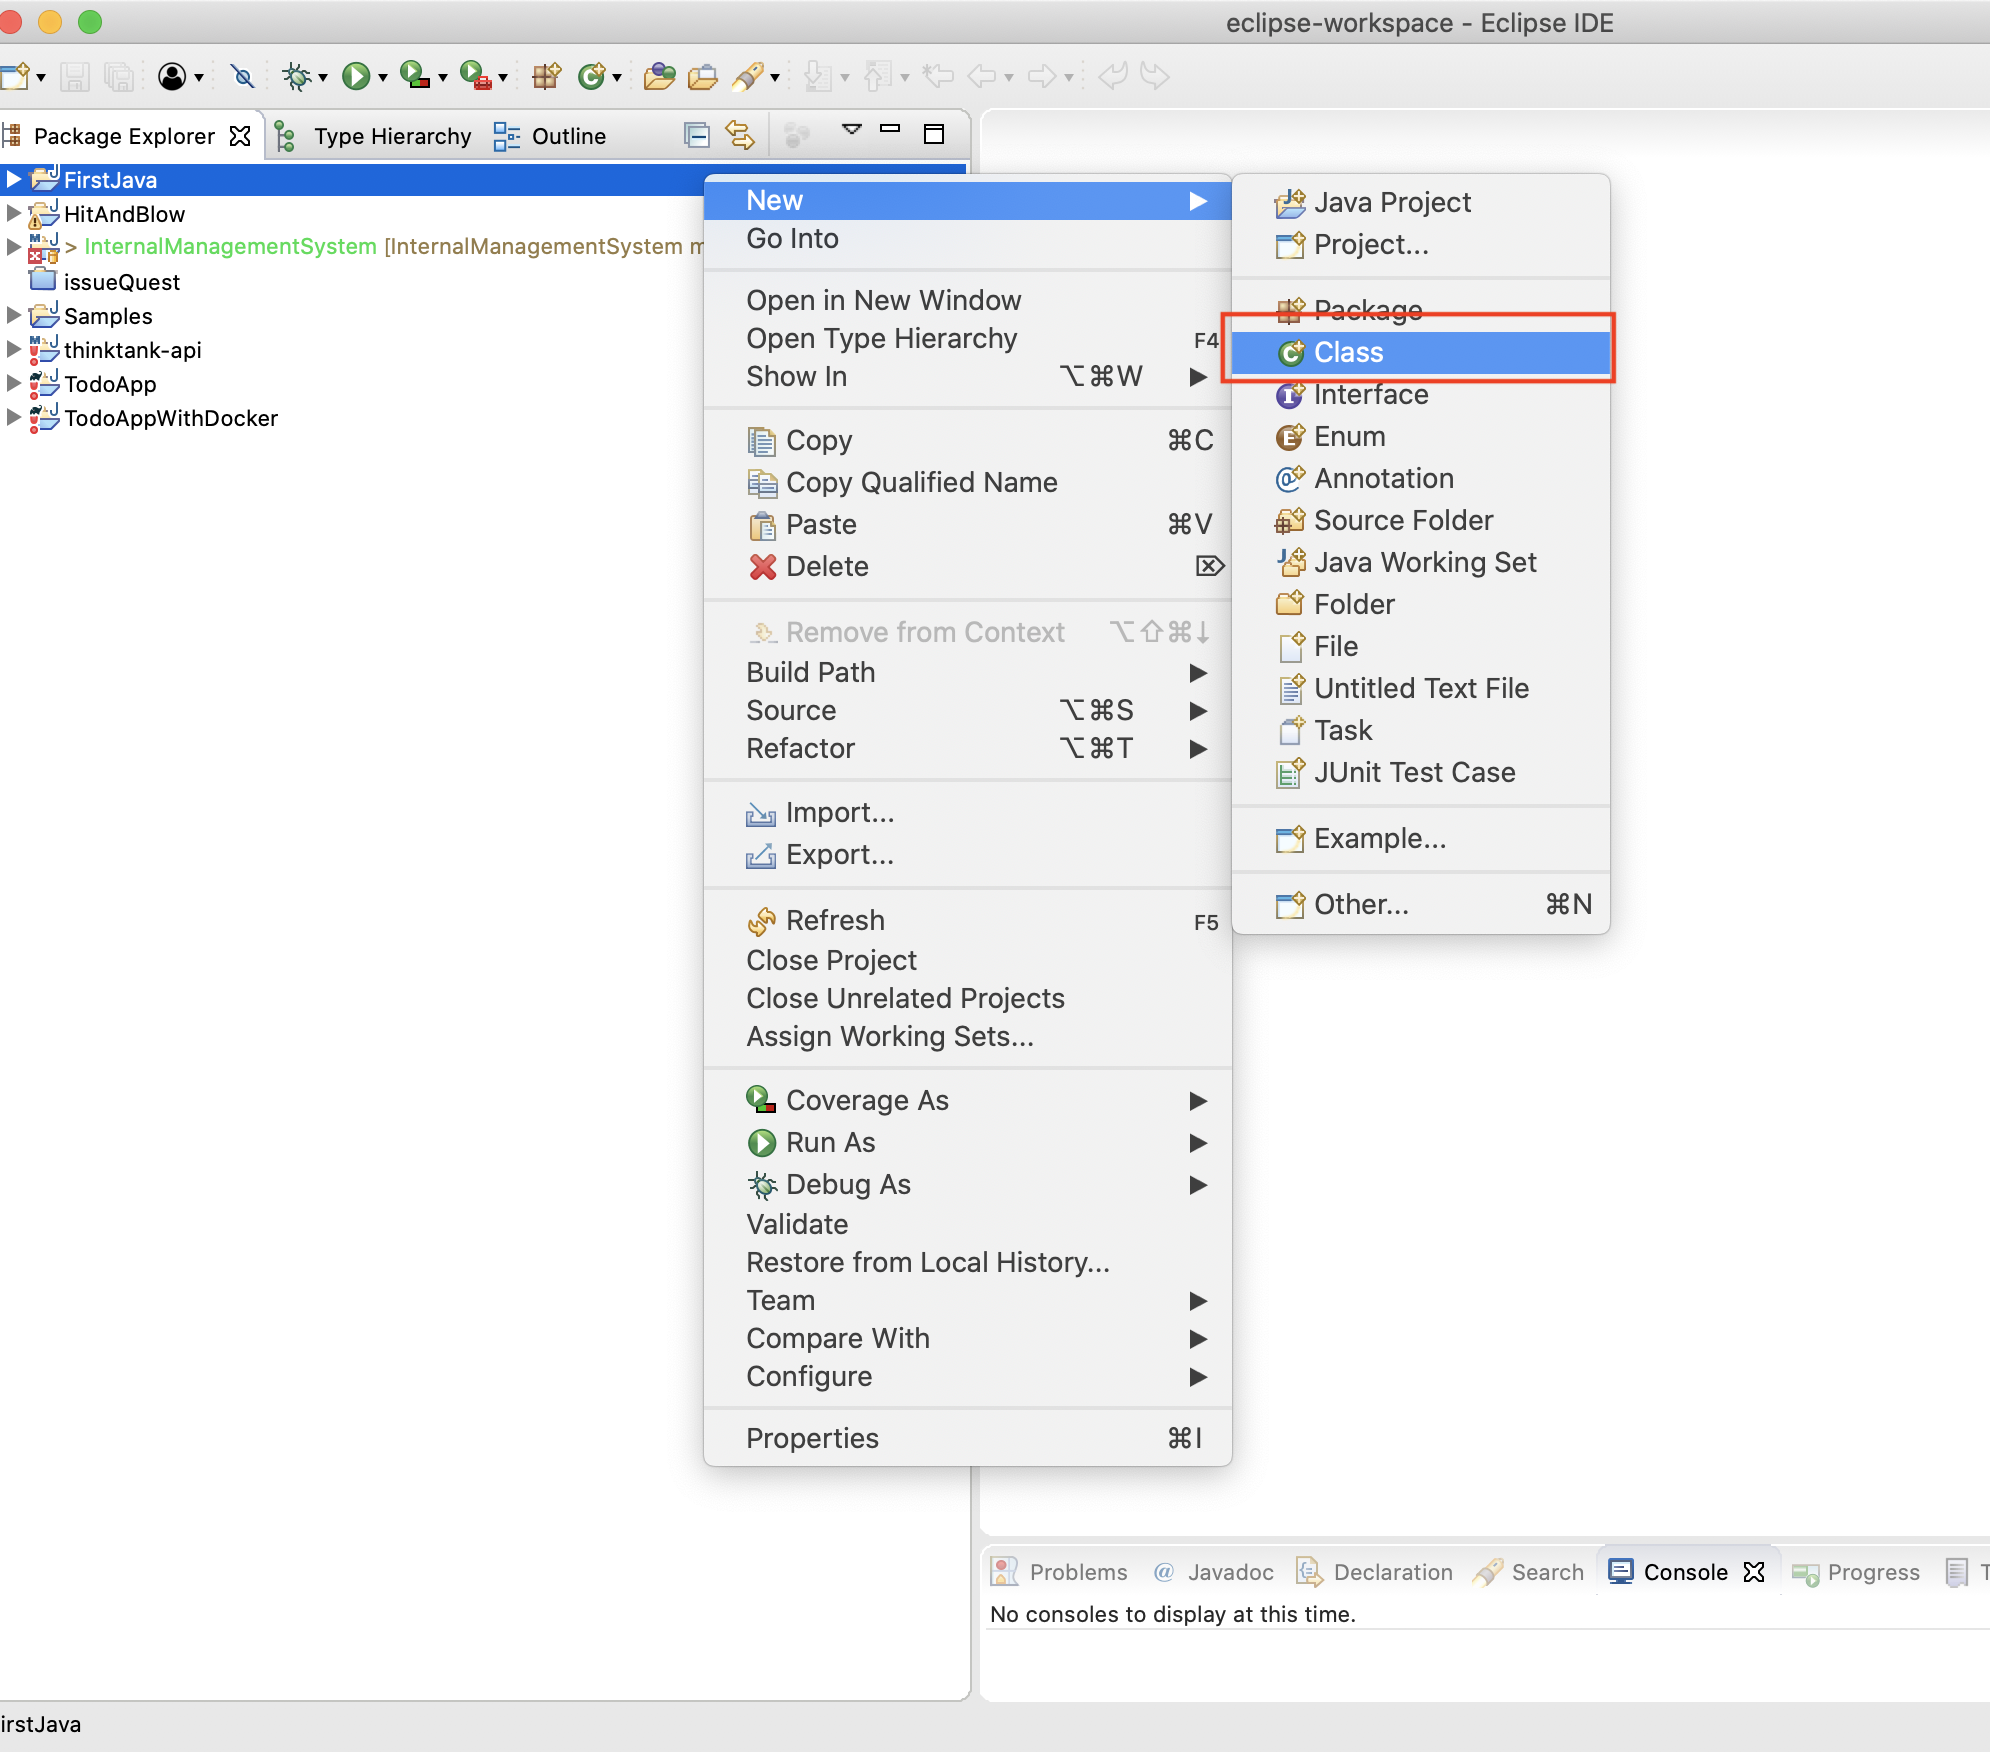 eclipse-workspace - Eclipse IDE
Package Explorer
Type Hierarchy
Outline
FirstJava
HitAndBlow
> InternalManagementSystem [InternalManagementSystem m
issueQuest
Samples
thinktank-api
TodoApp
TodoAppWithDocker
New
Go Into
Open in New Window
Open Type Hierarchy F4
Show In ⌥⌘W
Copy ⌘C
Copy Qualified Name
Paste ⌘V
Delete ⌦
Remove from Context ⌥⇧⌘↓
Build Path
Source ⌥⌘S
Refactor ⌥⌘T
Import...
Export...
Refresh F5
Close Project
Close Unrelated Projects
Assign Working Sets...
Coverage As
Run As
Debug As
Validate
Restore from Local History...
Team
Compare With
Configure
Properties ⌘I
Java Project
Project...
Package
Class
Interface
Enum
Annotation
Source Folder
Java Working Set
Folder
File
Untitled Text File
Task
JUnit Test Case
Example...
Other... ⌘N
Problems
Javadoc
Declaration
Search
Console
Progress
T
No consoles to display at this time.
irstJava